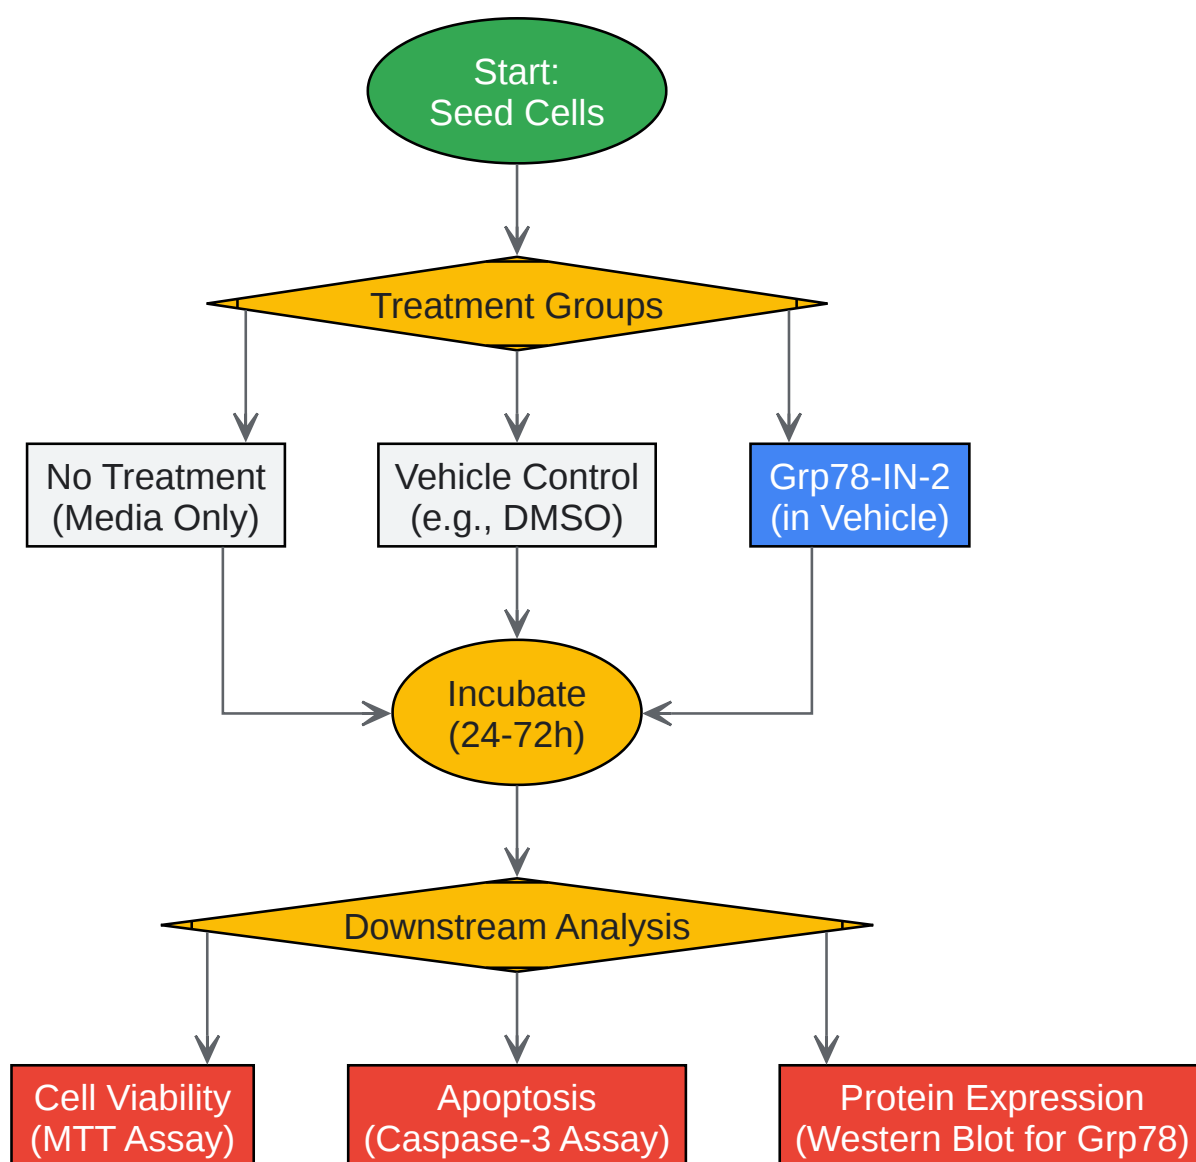 Start:
Seed Cells
Treatment Groups
No Treatment
(Media Only)
Vehicle Control
(e.g., DMSO)
Grp78-IN-2
(in Vehicle)
Incubate
(24-72h)
Downstream Analysis
Cell Viability
(MTT Assay)
Apoptosis
(Caspase-3 Assay)
Protein Expression
(Western Blot for Grp78)